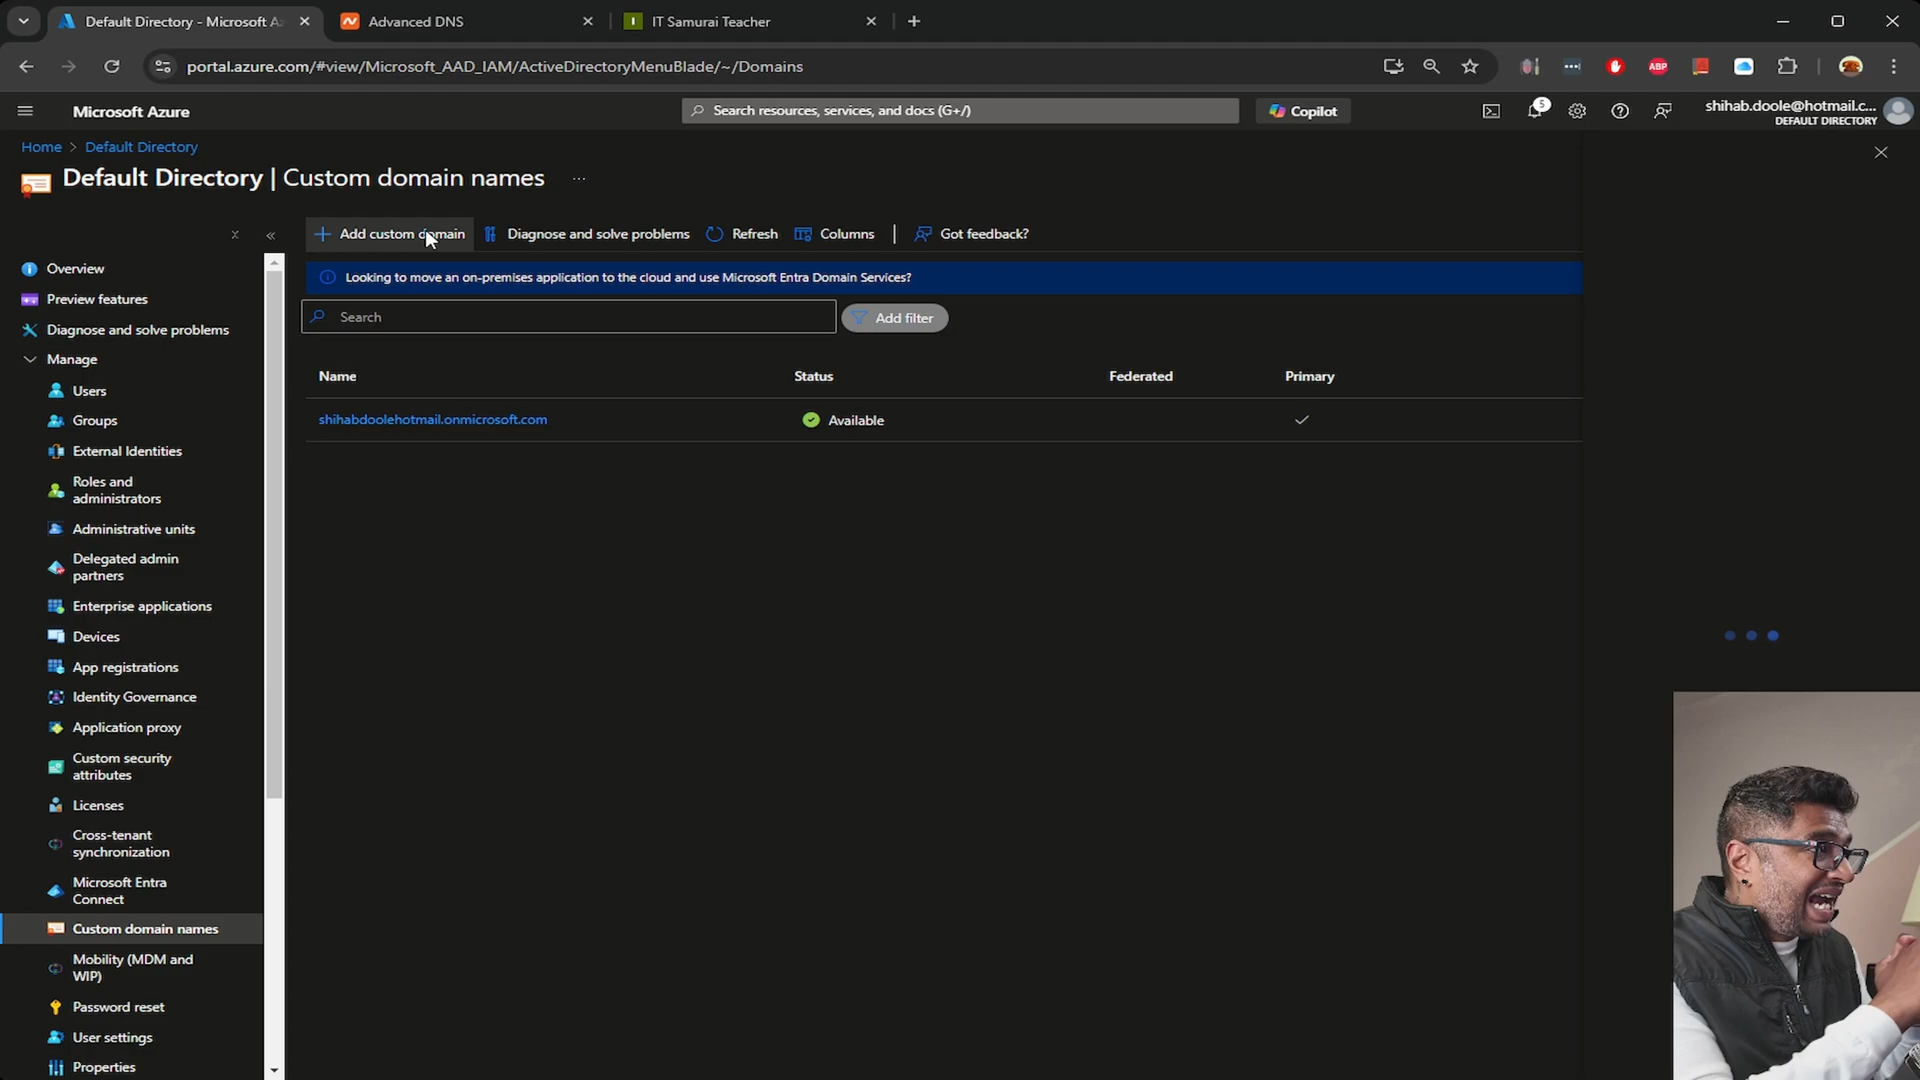 Default Directory - Microsoft Az
Advanced DNS
I
IT Samurai Teacher
portal.azure.com/#view/Microsoft_AAD_IAM/ActiveDirectoryMenuBlade/~/Domains
ABP
Microsoft Azure
Search resources, services, and docs (G+/)
Copilot
5
shihab.doole@hotmail.c...
DEFAULT DIRECTORY
Home > Default Directory
Default Directory | Custom domain names
...
Add custom domain
Diagnose and solve problems
Refresh
Columns
Got feedback?
Looking to move an on-premises application to the cloud and use Microsoft Entra Domain Services?
Search
Add filter
Name
Status
Federated
Primary
shihabdoolehotmail.onmicrosoft.com
Available
Overview
Preview features
Diagnose and solve problems
Manage
Users
Groups
External Identities
Roles and
administrators
Administrative units
Delegated admin
partners
Enterprise applications
Devices
App registrations
Identity Governance
Application proxy
Custom security
attributes
Licenses
Cross-tenant
synchronization
Microsoft Entra
Connect
Custom domain names
Mobility (MDM and
WIP)
Password reset
User settings
Properties